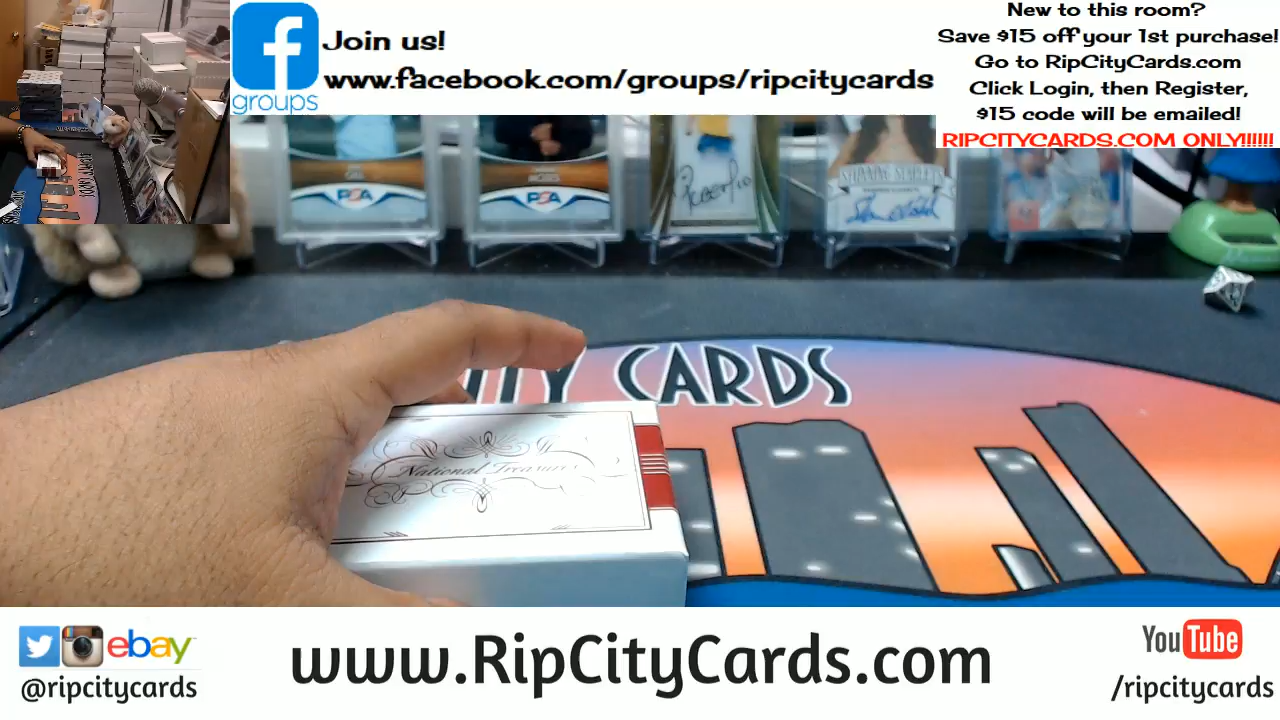 Join us!
www.facebook.com/groups/ripcitycards
groups
New to this room?
Save $15 off your 1st purchase!
Go to RipCityCards.com
Click Login, then Register,
$15 code will be emailed!
RIPCITYCARDS.COM ONLY!!!!!!
PSA
PSA
CITY CARDS
National Treasures
ebay
@ripcitycards
www.RipCityCards.com
YouTube
/ripcitycards